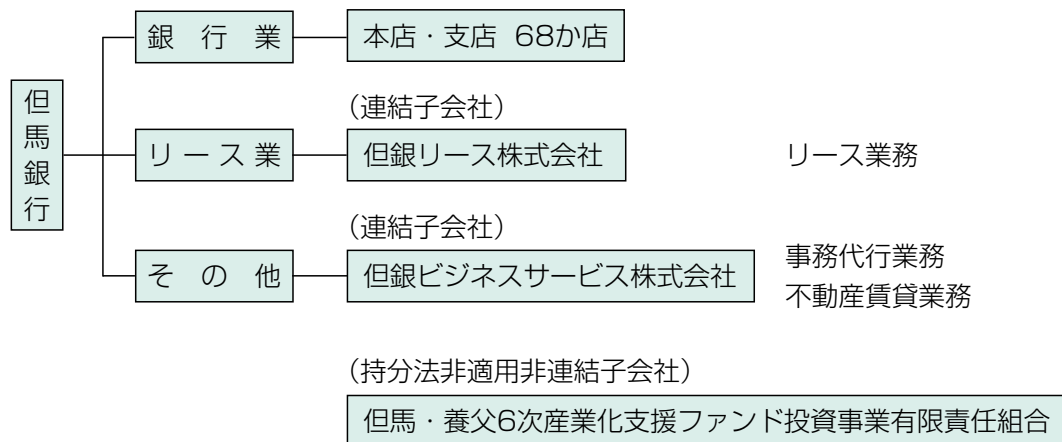 但馬銀行
銀行業
本店・支店 68か店
(連結子会社)
リース業
但銀リース株式会社
リース業務
(連結子会社)
その他
但銀ビジネスサービス株式会社
事務代行業務
不動産賃貸業務
(持分法非適用非連結子会社)
但馬・養父6次産業化支援ファンド投資事業有限責任組合